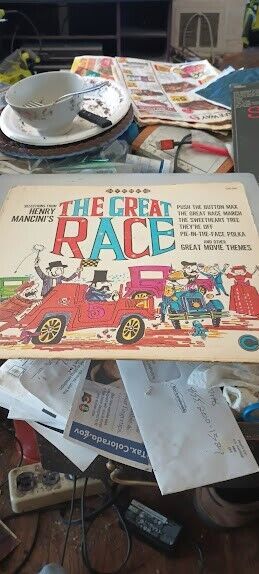 STEREO
SELECTIONS FROM
HENRY
MANCINI'S
THE GREAT
RACE
PUSH THE BUTTON MAX
THE GREAT RACE MARCH
THE SWEETHEART TREE
THEY'RE OFF
PIE-IN-THE-FACE POLKA
AND OTHER
GREAT MOVIE THEMES
Tax.Colorado.gov